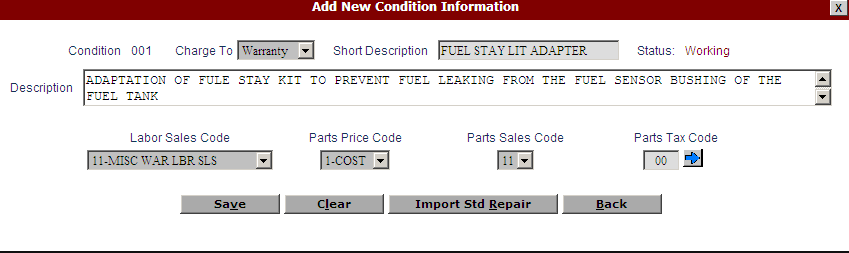 Add New Condition Information X
Condition 001 Charge To Warranty Short Description FUEL STAY LIT ADAPTER Status: Working
Description ADAPTATION OF FULE STAY KIT TO PREVENT FUEL LEAKING FROM THE FUEL SENSOR BUSHING OF THE
FUEL TANK
Labor Sales Code Parts Price Code Parts Sales Code Parts Tax Code
11-MISC WAR LBR SLS 1-COST 11 00
Save Clear Import Std Repair Back